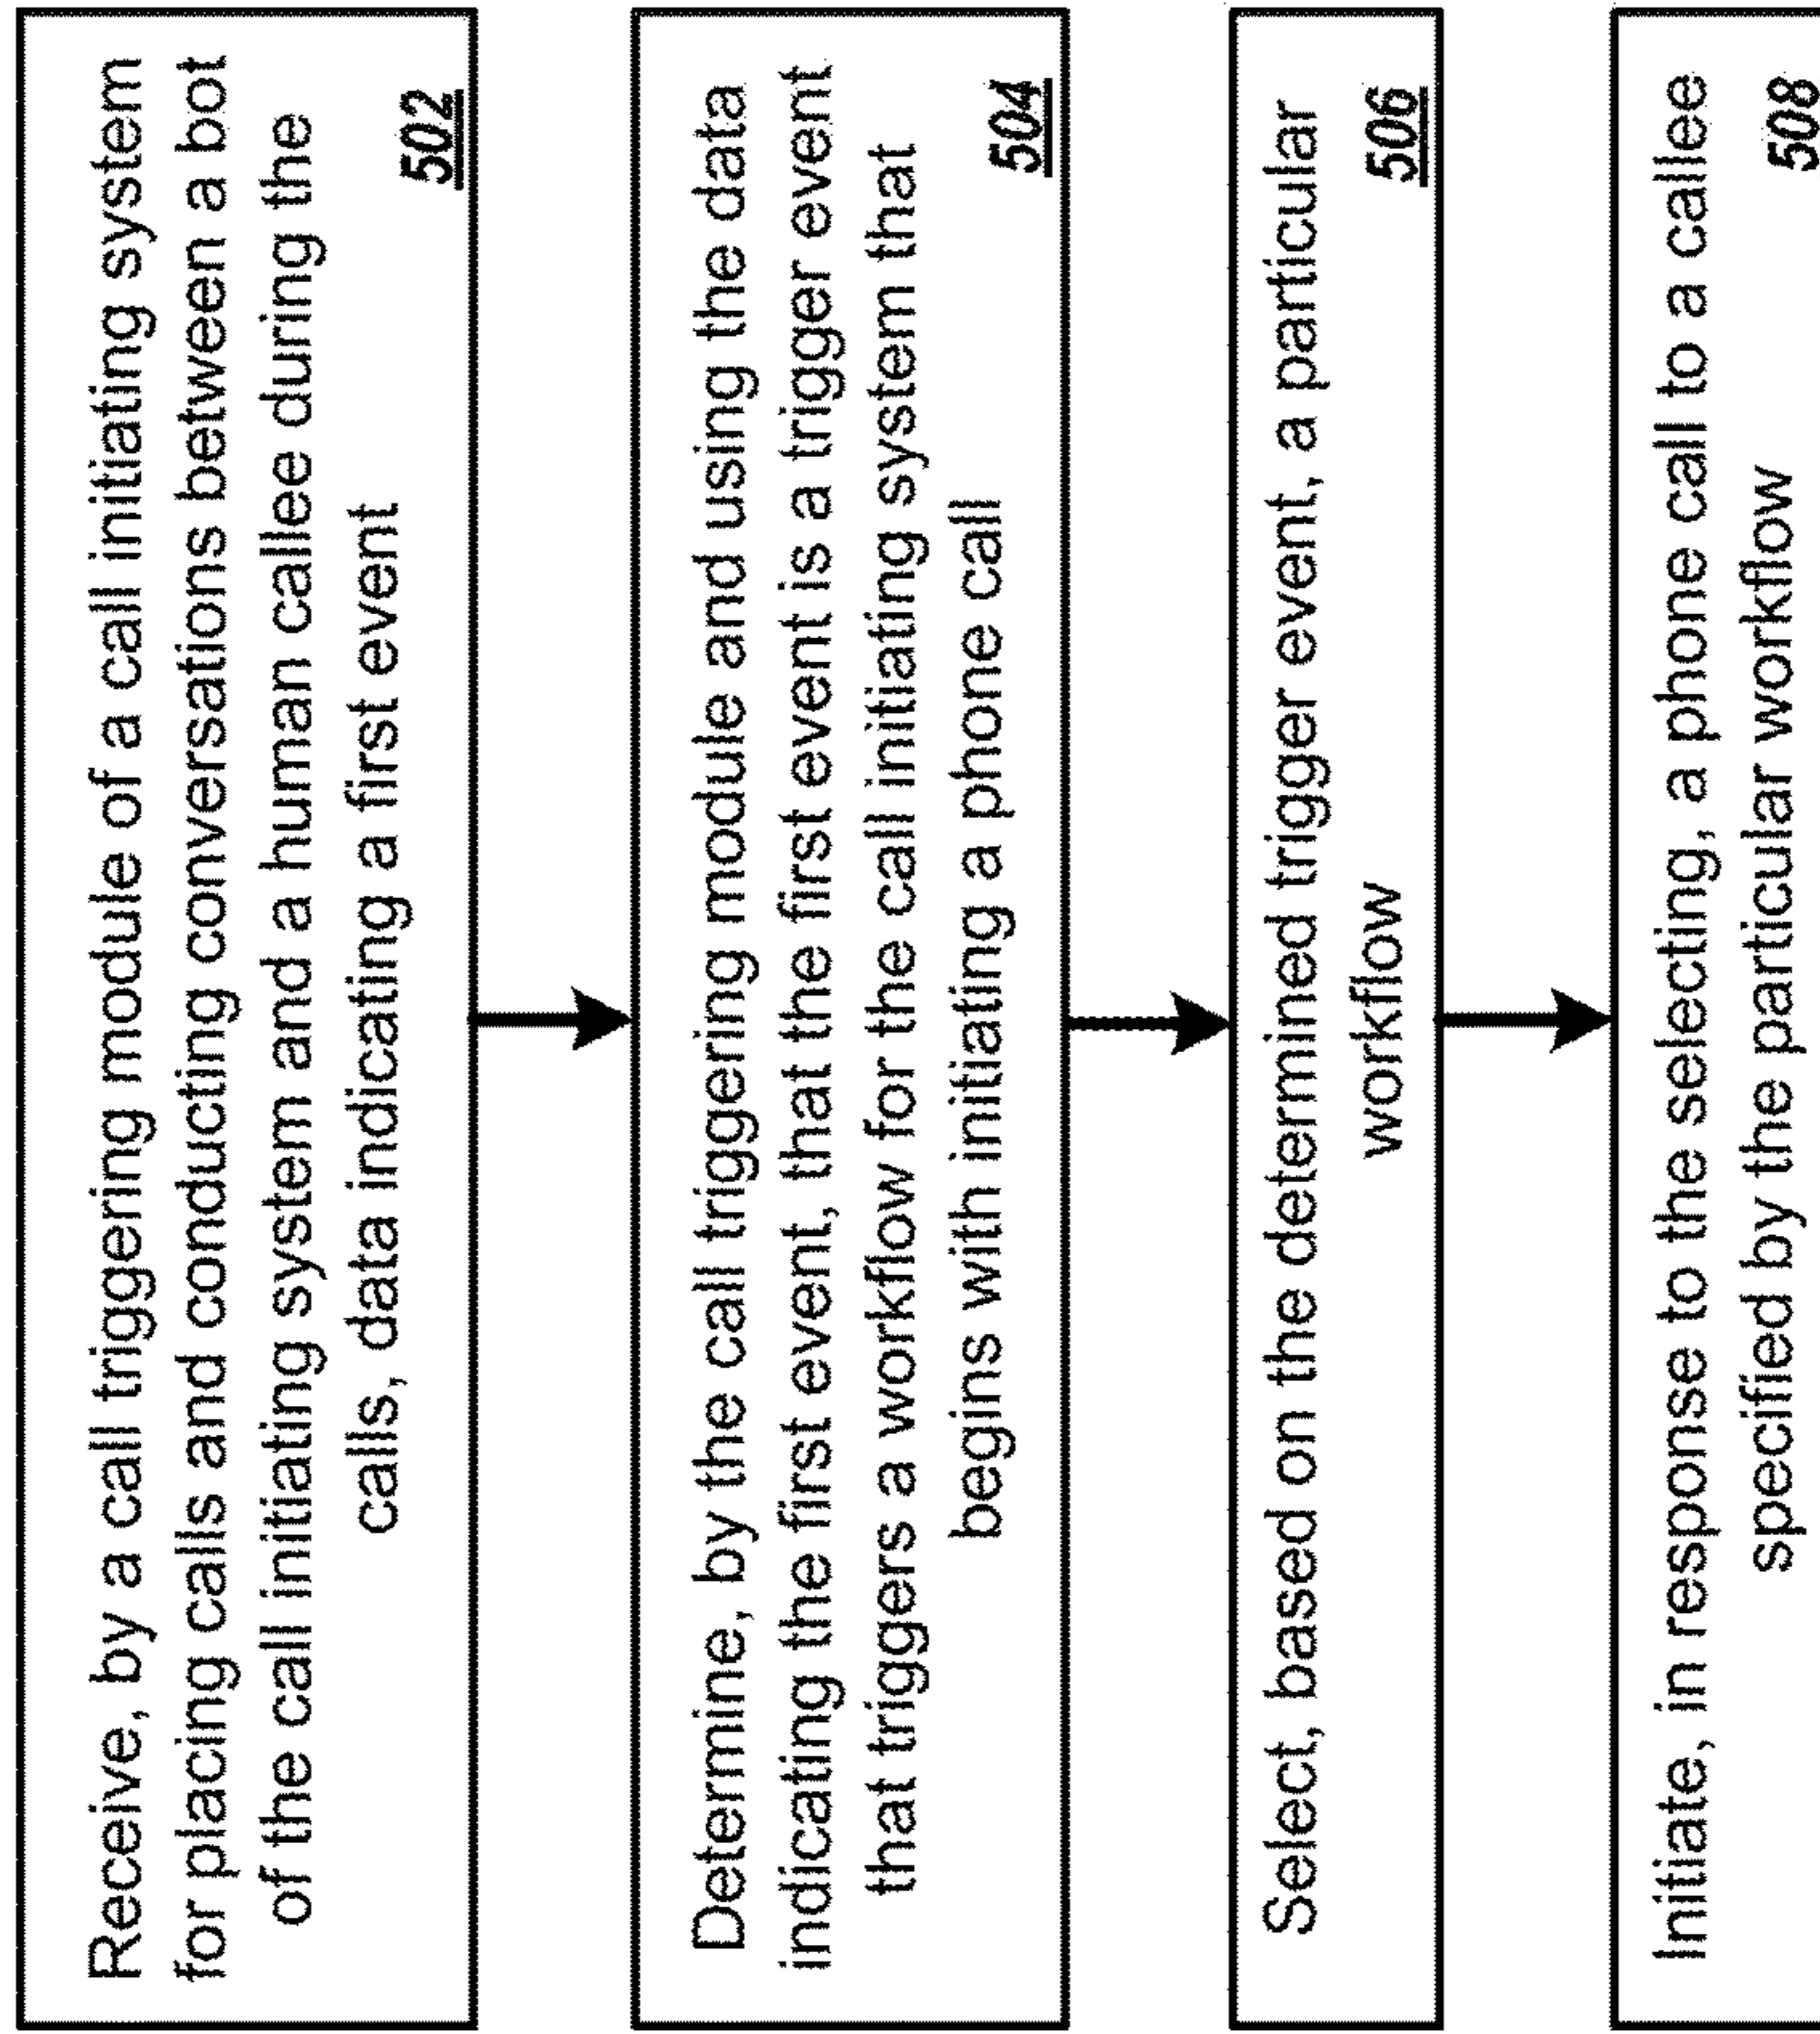 Receive, by a call triggering module of a call initiating system
for placing calls and conducting conversations between a bot
of the call initiating system and a human callee during the
calls, data indicating a first event
502
Determine, by the call triggering module and using the data
indicating the first event, that the first event is a trigger event
that triggers a workflow for the call initiating system that
begins with initiating a phone call
504
Select, based on the determined trigger event, a particular
workflow
506
Initiate, in response to the selecting, a phone call to a callee
specified by the particular workflow
508